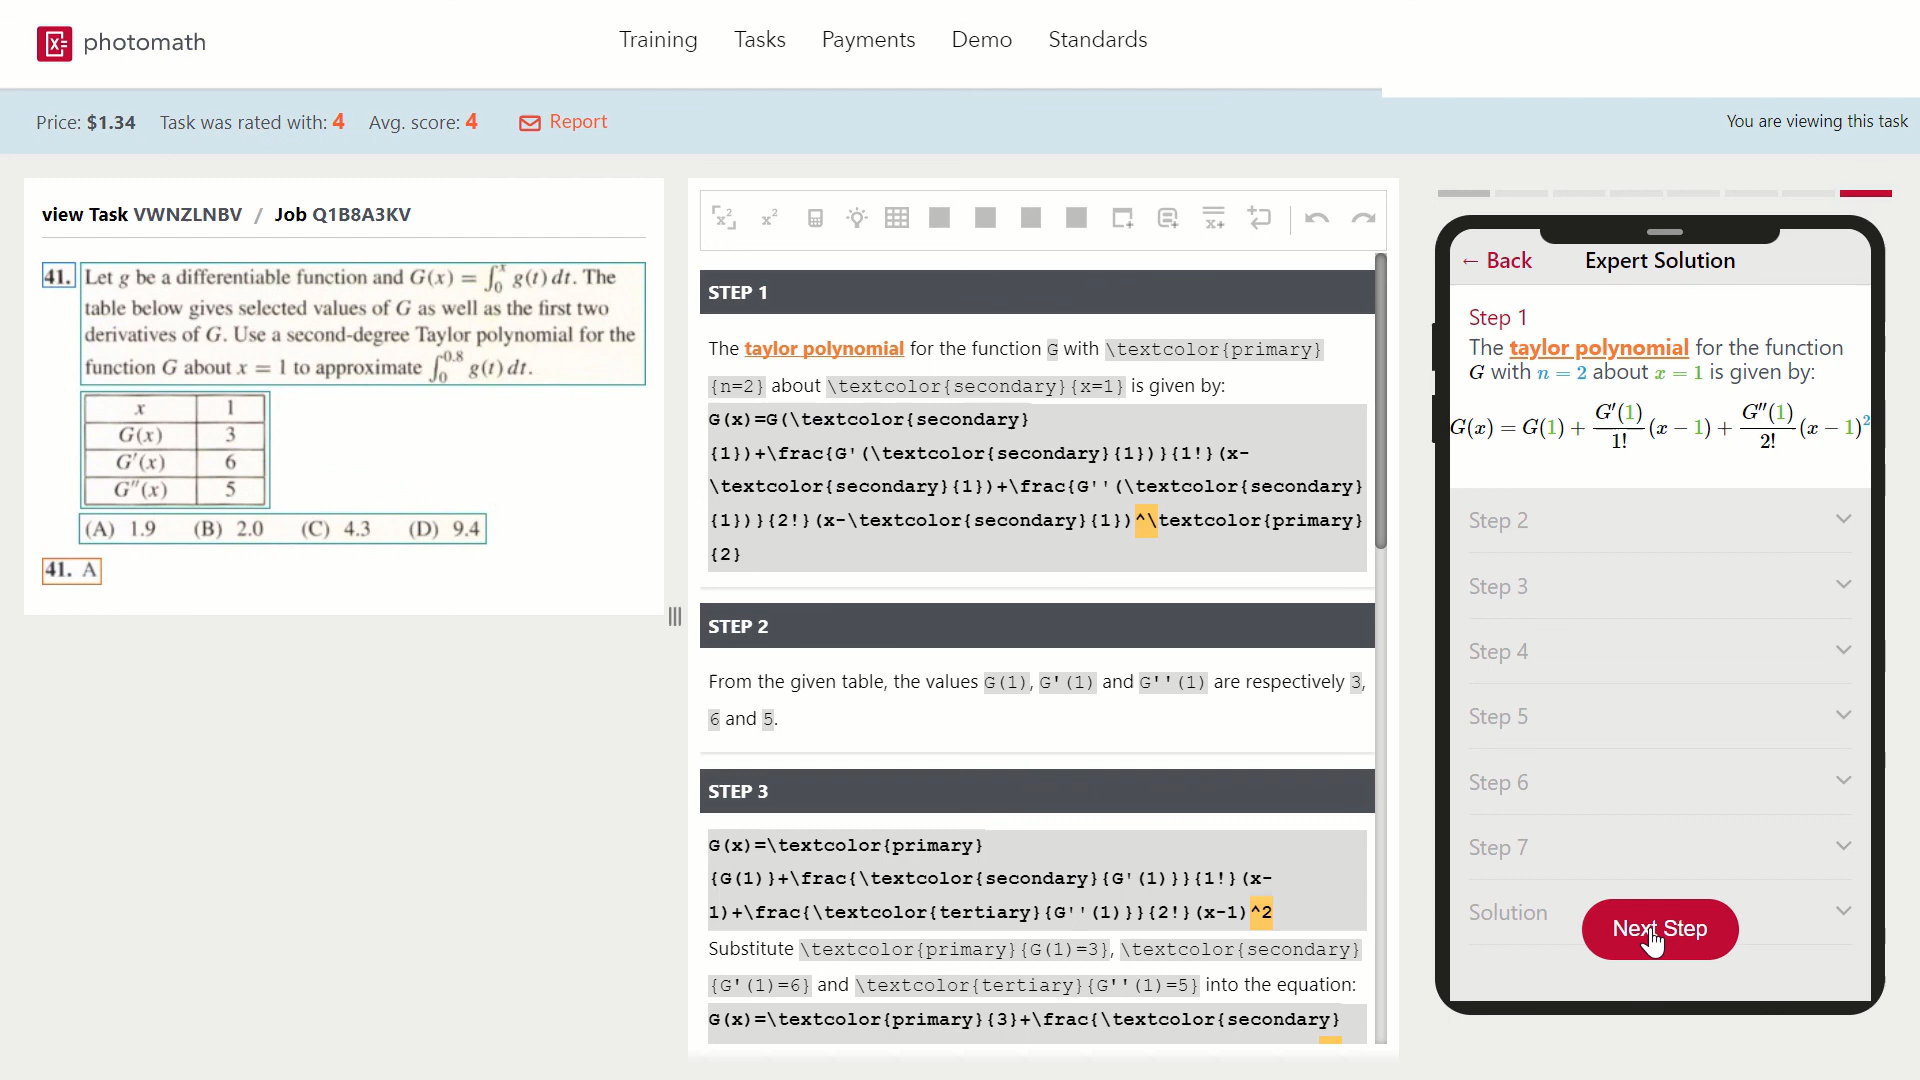 photomath
Training Tasks Payments Demo Standards
Price: $1.34 Task was rated with: 4 Avg. score: 4 Report
You are viewing this task
view Task VWNZLNBV / Job Q1B8A3KV
41. Let g be a differentiable function and G(x) = ∫₀ˣ g(t) dt. The
table below gives selected values of G as well as the first two
derivatives of G. Use a second-degree Taylor polynomial for the
function G about x = 1 to approximate ∫₀^0.8 g(t) dt.
x 1
G(x) 3
G'(x) 6
G''(x) 5
(A) 1.9 (B) 2.0 (C) 4.3 (D) 9.4
41. A
STEP 1
The taylor polynomial for the function G with \textcolor{primary}
{n=2} about \textcolor{secondary}{x=1} is given by:
G(x)=G(\textcolor{secondary}
{1})+\frac{G'(\textcolor{secondary}{1})}{1!}(x-
\textcolor{secondary}{1})+\frac{G''(\textcolor{secondary}
{1})}{2!}(x-\textcolor{secondary}{1})^\textcolor{primary}
{2}
STEP 2
From the given table, the values G(1), G'(1) and G''(1) are respectively 3,
6 and 5.
STEP 3
G(x)=\textcolor{primary}
{G(1)}+\frac{\textcolor{secondary}{G'(1)}}{1!}(x-
1)+\frac{\textcolor{tertiary}{G''(1)}}{2!}(x-1)^2
Substitute \textcolor{primary}{G(1)=3}, \textcolor{secondary}
{G'(1)=6} and \textcolor{tertiary}{G''(1)=5} into the equation:
G(x)=\textcolor{primary}{3}+\frac{\textcolor{secondary}
← Back Expert Solution
Step 1
The taylor polynomial for the function
G with n = 2 about x = 1 is given by:
G(x) = G(1) + G'(1)/1! (x − 1) + G''(1)/2! (x − 1)²
Step 2
Step 3
Step 4
Step 5
Step 6
Step 7
Solution
Next Step